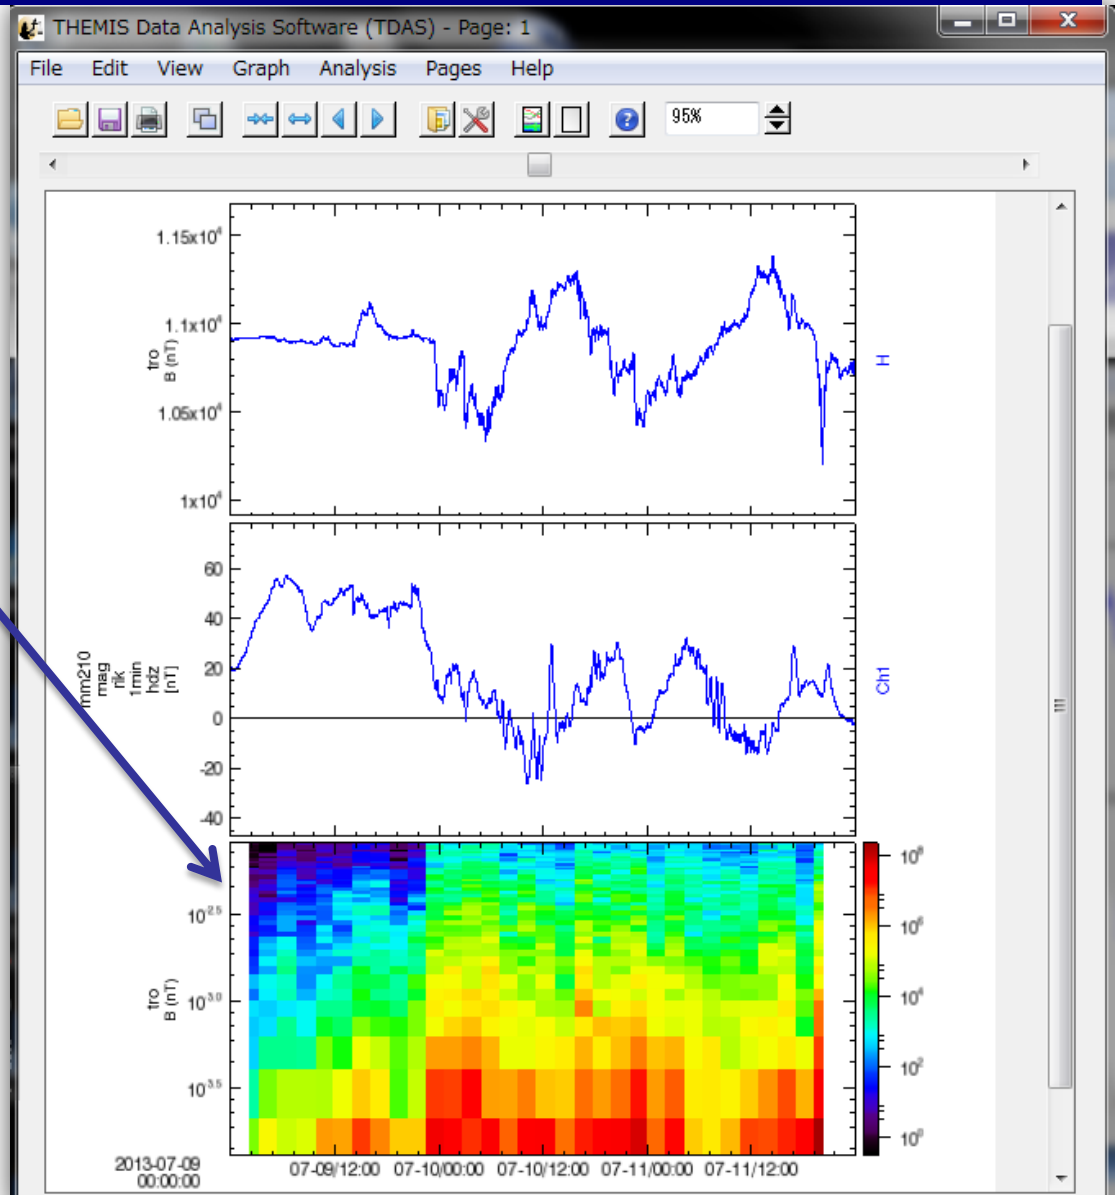 THEMIS Data Analysis Software (TDAS) - Page: 1
File Edit View Graph Analysis Pages Help
95%
1.15x10⁴
1.1x10⁴
1.05x10⁴
1x10⁴
tro
B (nT)
H
60
40
20
0
-20
-40
mm210
mag
rik
1min
hdz
[nT]
Ch1
10^2.5
10^3.0
10^3.5
tro
B (nT)
10⁸
10⁶
10⁴
10²
10⁰
2013-07-09
00:00:00
07-09/12:00 07-10/00:00 07-10/12:00 07-11/00:00 07-11/12:00